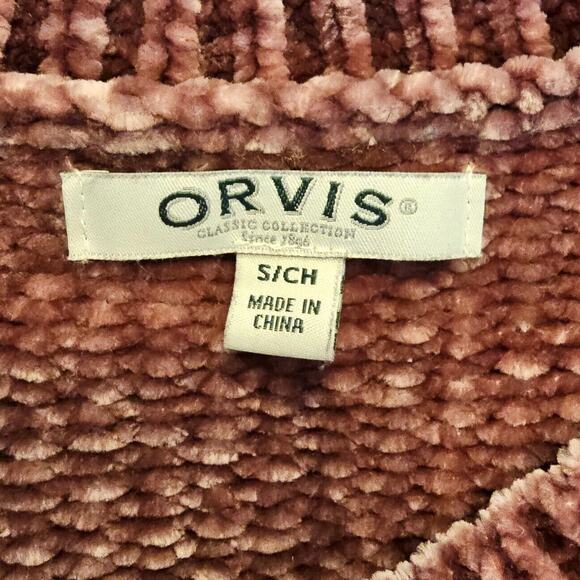 ORVIS®
CLASSIC COLLECTION
Since 1856
S/CH
MADE IN
CHINA